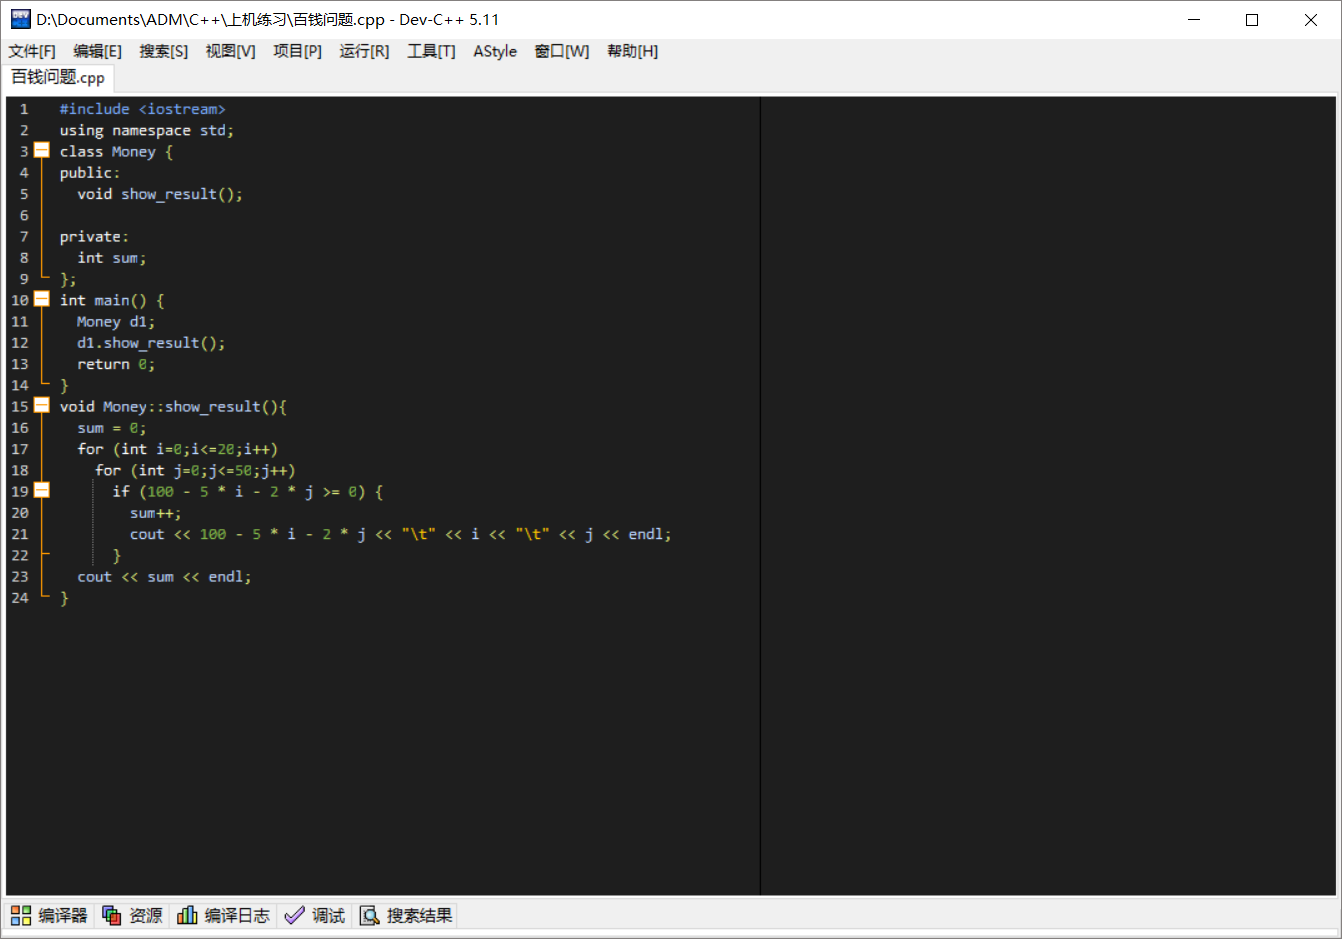 D:\Documents\ADM\C++\上机练习\百钱问题.cpp - Dev-C++ 5.11
文件[F] 编辑[E] 搜索[S] 视图[V] 项目[P] 运行[R] 工具[T] AStyle 窗口[W] 帮助[H]
百钱问题.cpp
1 #include <iostream>
2 using namespace std;
3 class Money {
4 public:
5 void show_result();
6
7 private:
8 int sum;
9 };
10 int main() {
11 Money d1;
12 d1.show_result();
13 return 0;
14 }
15 void Money::show_result(){
16 sum = 0;
17 for (int i=0;i<=20;i++)
18 for (int j=0;j<=50;j++)
19 if (100 - 5 * i - 2 * j >= 0) {
20 sum++;
21 cout << 100 - 5 * i - 2 * j << "\t" << i << "\t" << j << endl;
22 }
23 cout << sum << endl;
24 }
编译器 资源 编译日志 调试 搜索结果